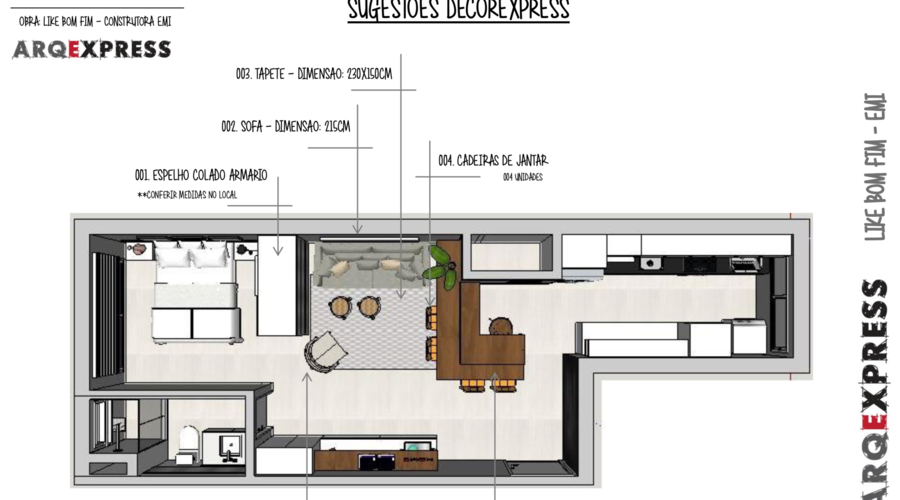 SUGESTOES DECOREXPRESS
OBRA: LIKE BOM FIM - CONSTRUTORA EMI
ARQEXPRESS
003. TAPETE - DIMENSAO: 230X150CM
002. SOFA - DIMENSAO: 215CM
004. CADEIRAS DE JANTAR
004 UNIDADES
001. ESPELHO COLADO ARMARIO
**CONFERIR MEDIDAS NO LOCAL
LIKE BOM FIM - EMI
ARQEXPRESS